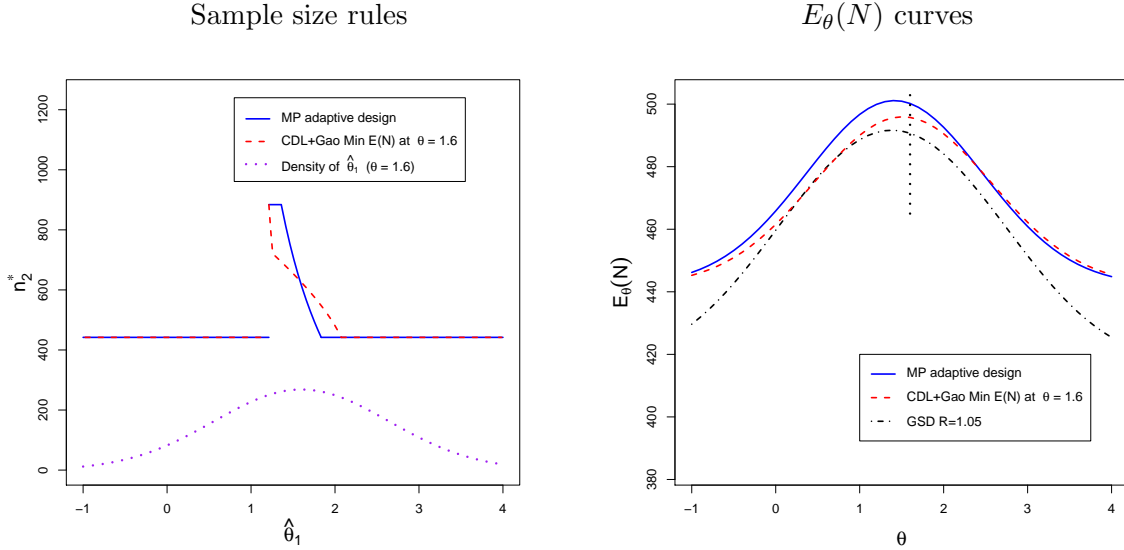 Sample size rules
MP adaptive design
CDL+Gao Min E(N) at θ = 1.6
Density of θ̂₁ (θ = 1.6)
n₂*
0
200
400
600
800
1000
1200
−1
0
1
2
3
4
θ̂₁
E_θ(N) curves
E_θ(N)
380
400
420
440
460
480
500
MP adaptive design
CDL+Gao Min E(N) at θ = 1.6
GSD R=1.05
−1
0
1
2
3
4
θ